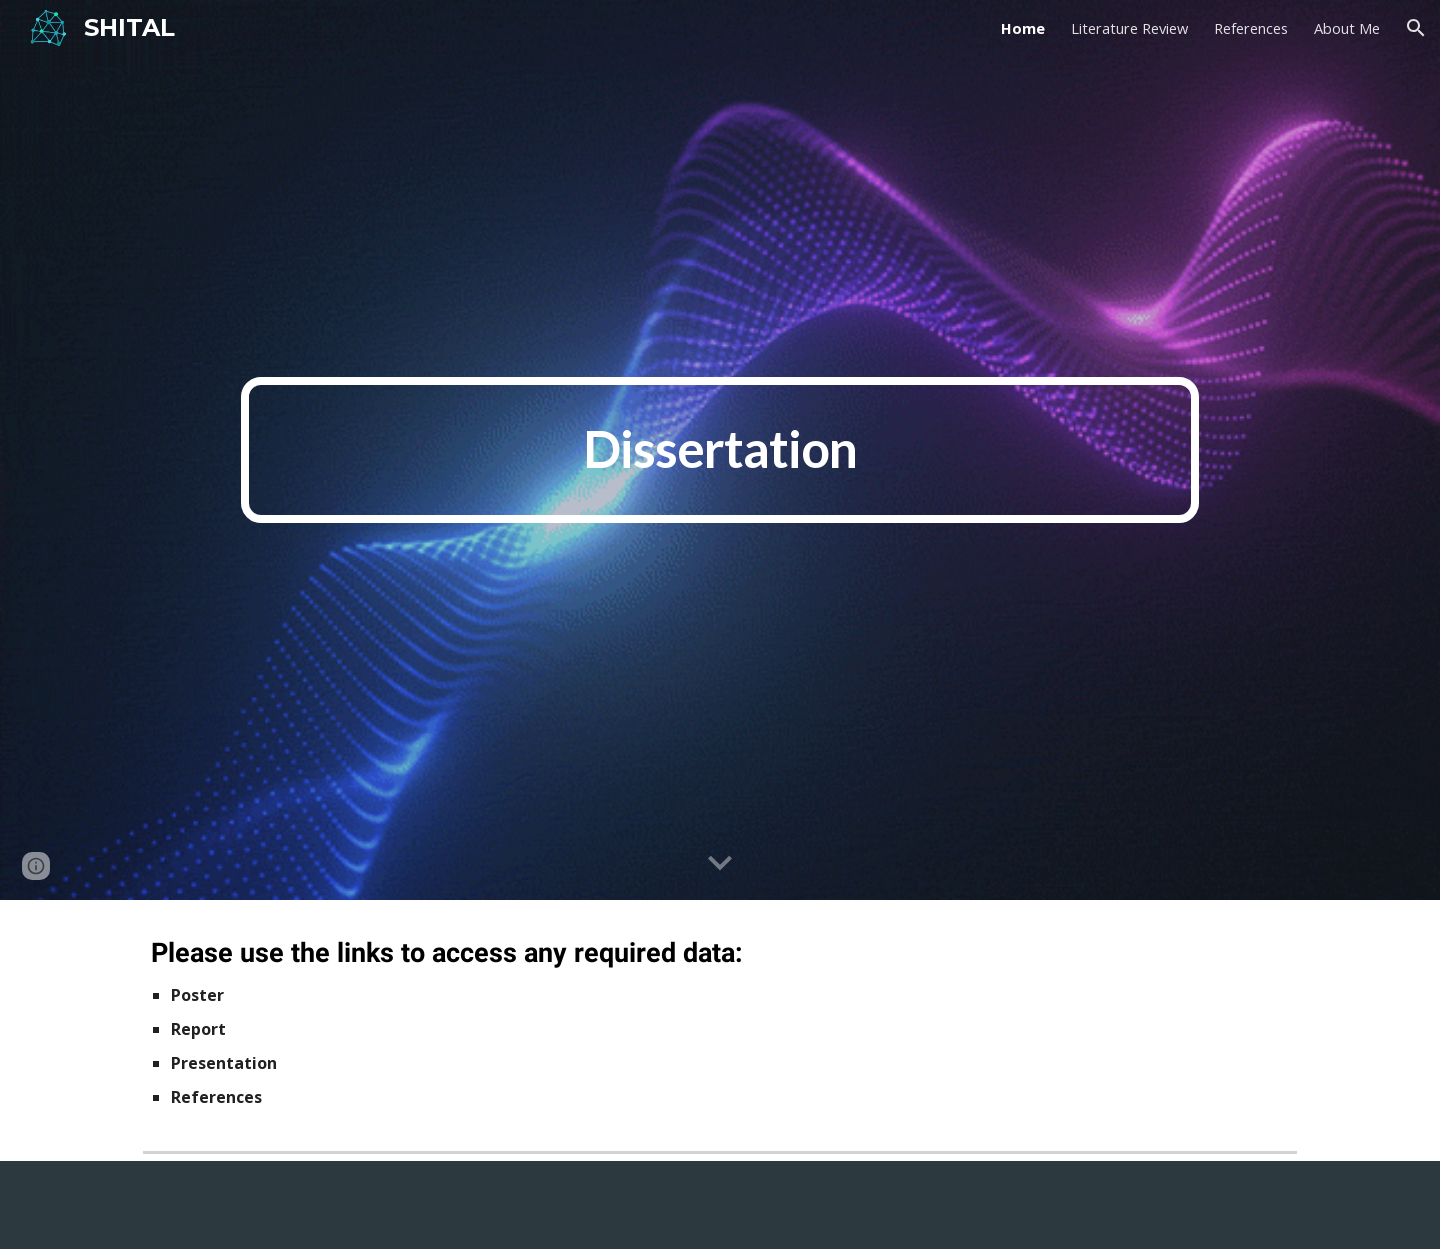 SHITAL
Home
Literature Review
References
About Me
Dissertation
Please use the links to access any required data:
Poster
Report
Presentation
References